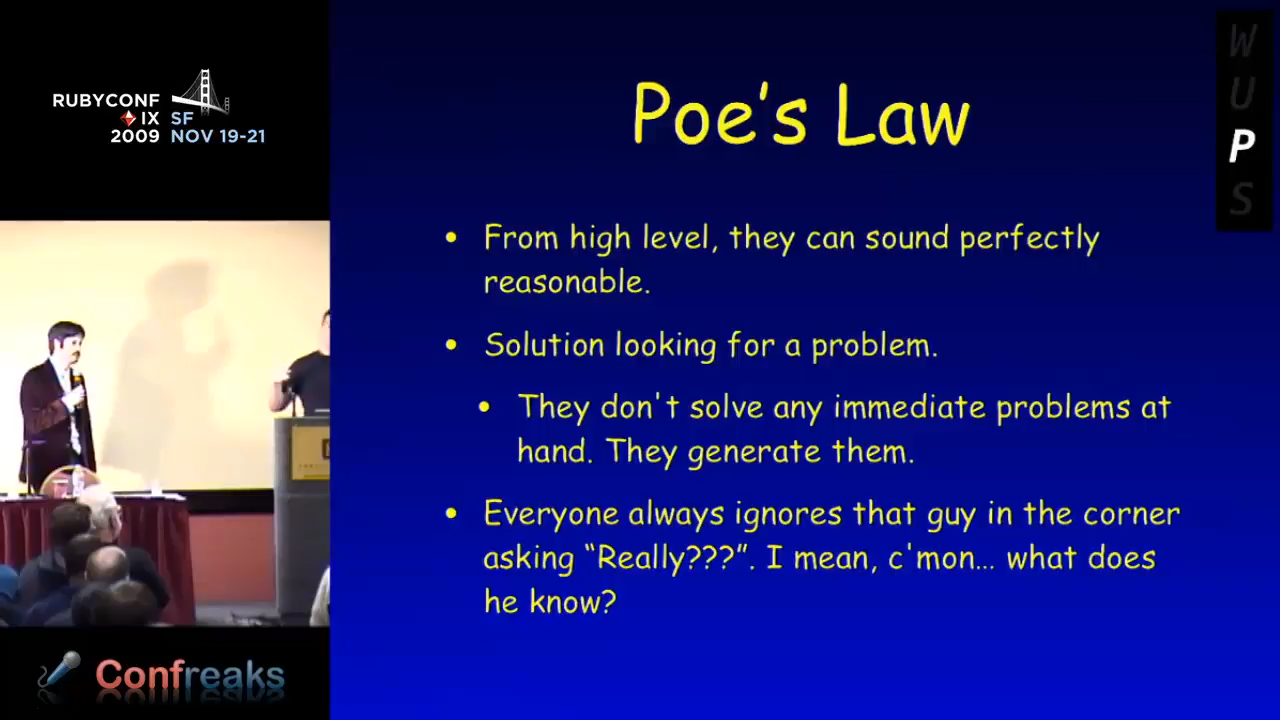 RUBYCONF
IX SF
2009 NOV 19-21
Poe's Law
W
U
P
S
• From high level, they can sound perfectly
reasonable.
• Solution looking for a problem.
• They don't solve any immediate problems at
hand. They generate them.
• Everyone always ignores that guy in the corner
asking “Really???”. I mean, c'mon… what does
he know?
Confreaks